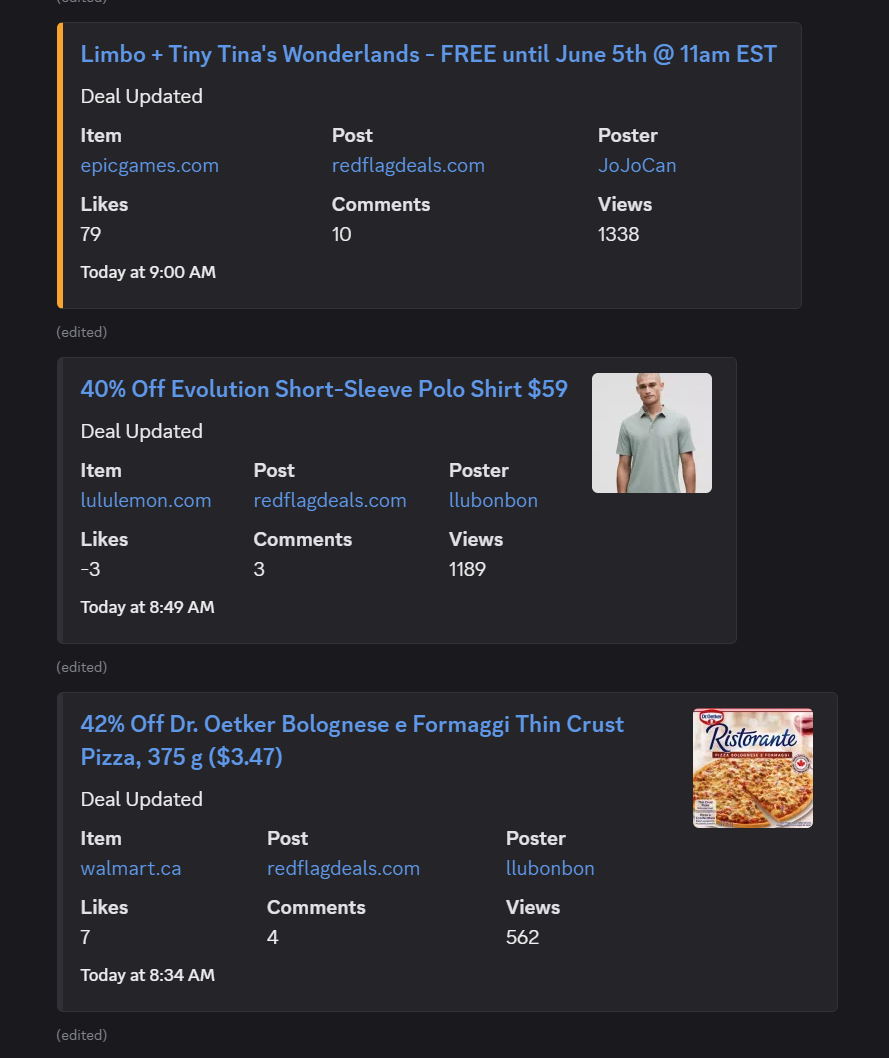 (edited)
Limbo + Tiny Tina's Wonderlands - FREE until June 5th @ 11am EST
Deal Updated
Item Post Poster
epicgames.com redflagdeals.com JoJoCan
Likes Comments Views
79 10 1338
Today at 9:00 AM
(edited)
40% Off Evolution Short-Sleeve Polo Shirt $59
Deal Updated
Item Post Poster
lululemon.com redflagdeals.com llubonbon
Likes Comments Views
-3 3 1189
Today at 8:49 AM
(edited)
42% Off Dr. Oetker Bolognese e Formaggi Thin Crust
Pizza, 375 g ($3.47)
Dr. Oetker
Ristorante
PIZZA BOLOGNESE E FORMAGGI
Deal Updated
Item Post Poster
walmart.ca redflagdeals.com llubonbon
Likes Comments Views
7 4 562
Today at 8:34 AM
(edited)